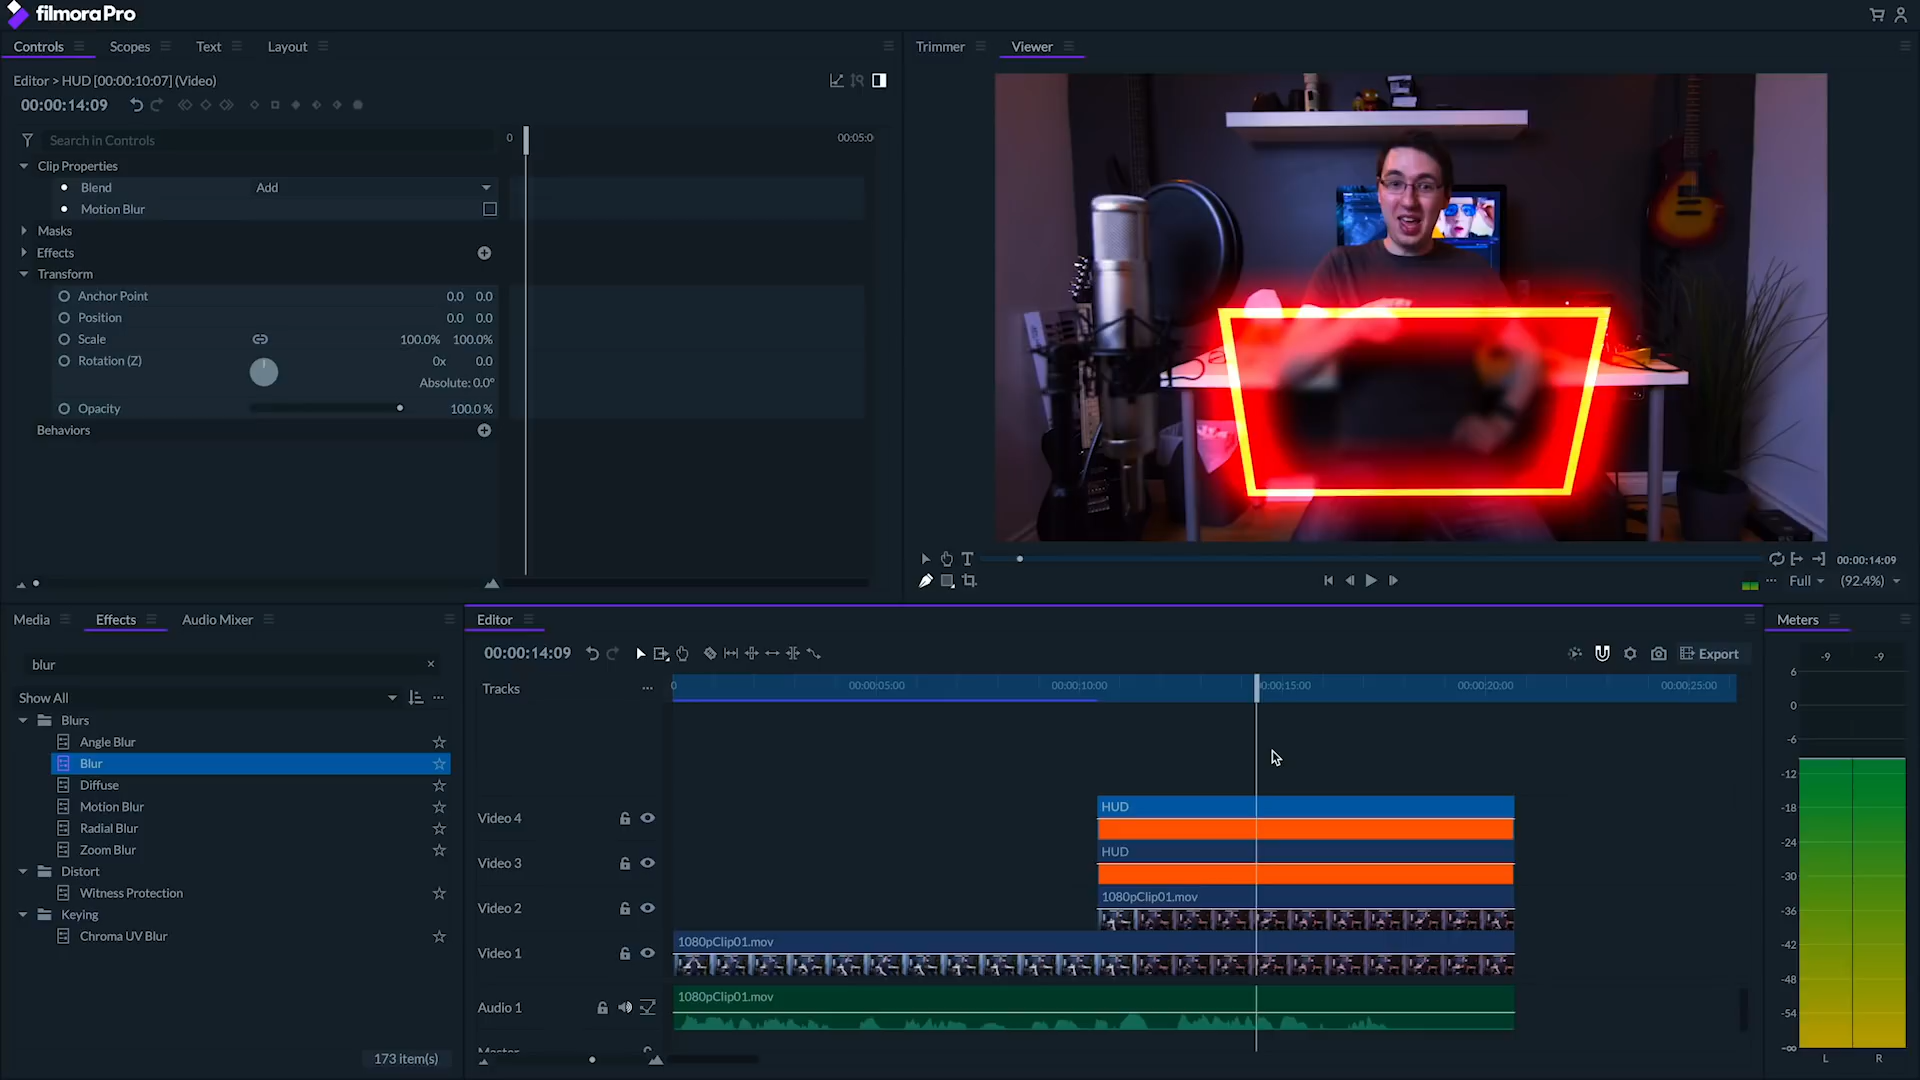 filmora Pro
Controls
Scopes
Text
Layout
Trimmer
Viewer
Editor > HUD [00:00:10:07] (Video)
00:00:14:09
Search in Controls
0
00:05:0
Clip Properties
Blend
Add
Motion Blur
Masks
Effects
Transform
Anchor Point
0.0 0.0
Position
0.0 0.0
Scale
100.0% 100.0%
Rotation (Z)
0x 0.0
Absolute: 0.0°
Opacity
100.0 %
Behaviors
00:00:14:09
Full
(92.4%)
Media
Effects
Audio Mixer
Editor
Meters
blur
00:00:14:09
Export
-9 -9
Show All
Tracks
0
00:00:05:00
00:00:10:00
00:00:15:00
00:00:20:00
00:00:25:00
Blurs
Angle Blur
Blur
Diffuse
Motion Blur
Radial Blur
Zoom Blur
Distort
Witness Protection
Keying
Chroma UV Blur
173 item(s)
Video 4
HUD
Video 3
HUD
Video 2
1080pClip01.mov
Video 1
1080pClip01.mov
Audio 1
1080pClip01.mov
Master
6
0
-6
-12
-18
-24
-30
-36
-42
-48
-54
-∞
L R